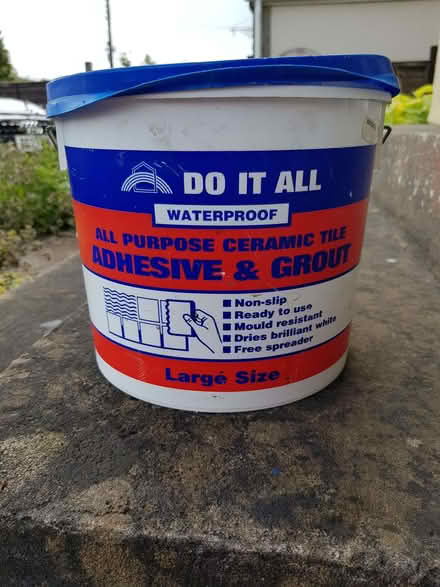 DO IT ALL
WATERPROOF
ALL PURPOSE CERAMIC TILE
ADHESIVE & GROUT
Non-slip
Ready to use
Mould resistant
Dries brilliant white
Free spreader
Large Size